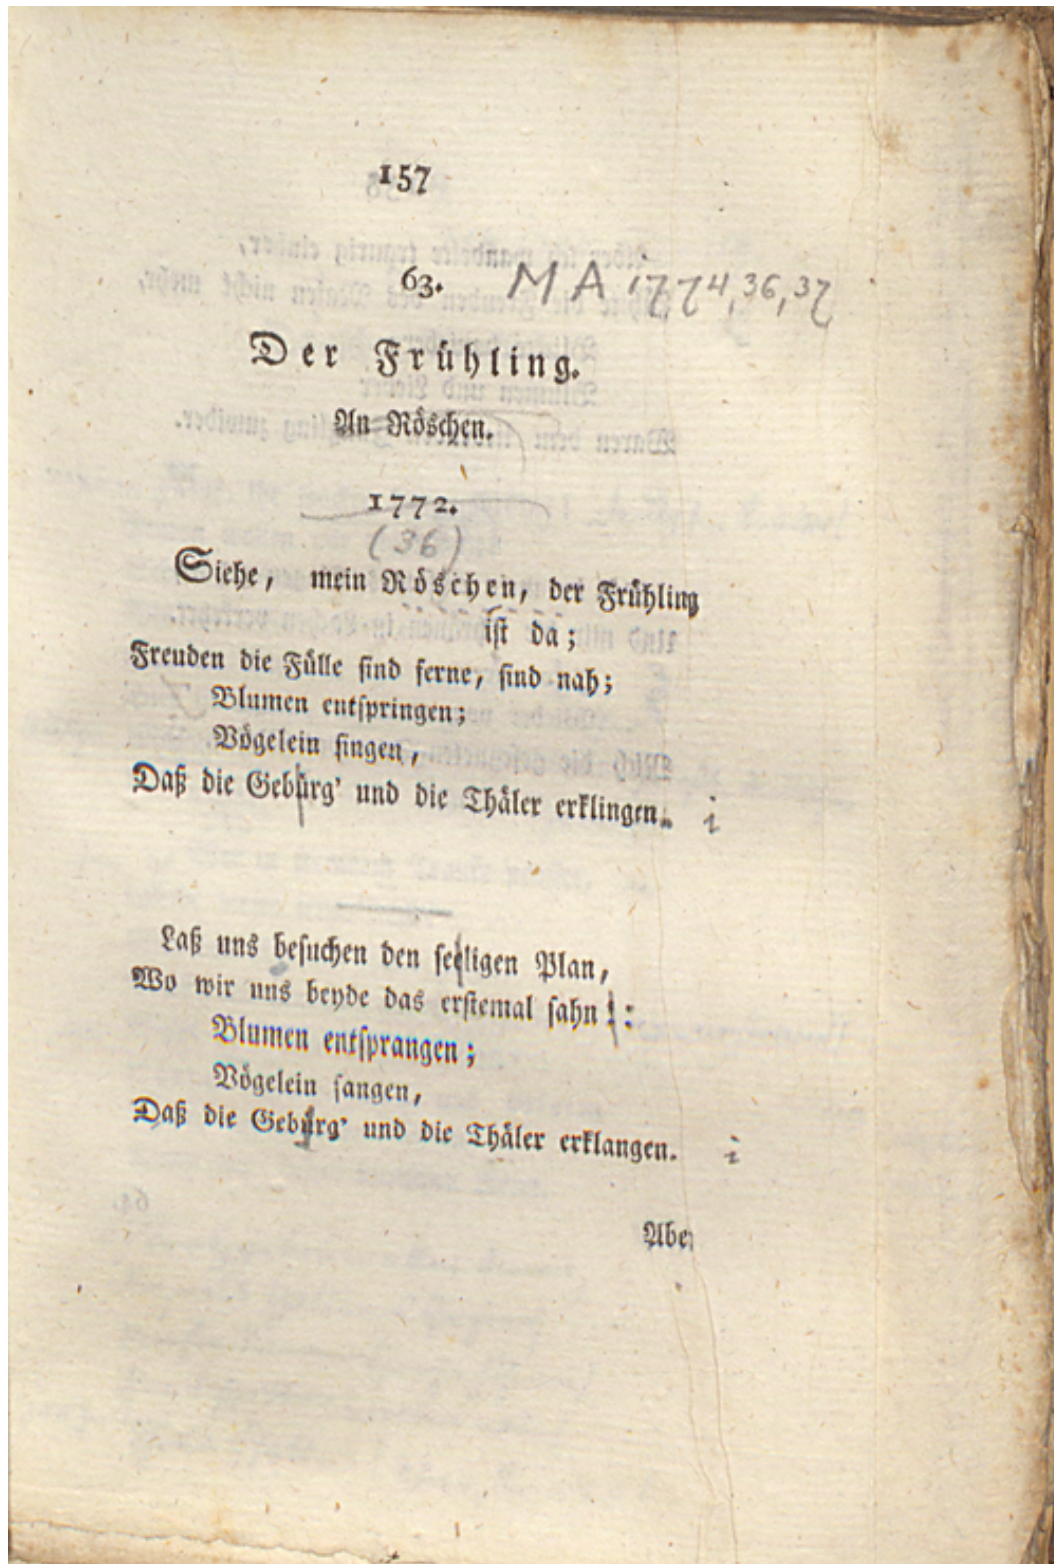 157
63. MA 1774, 36, 37
Der Frühling.
An Röschen.
1772.
(36)
Siehe, mein Röschen, der Frühling
ist da;
Freuden die Fülle sind ferne, sind nah;
Blumen entspringen;
Vögelein singen,
Daß die Gebürg' und die Thäler erklingen. i
Laß uns besuchen den seeligen Plan,
Wo wir uns beyde das erstemal sahn!:
Blumen entsprangen;
Vögelein sangen,
Daß die Gebürg' und die Thäler erklangen. i
Aber